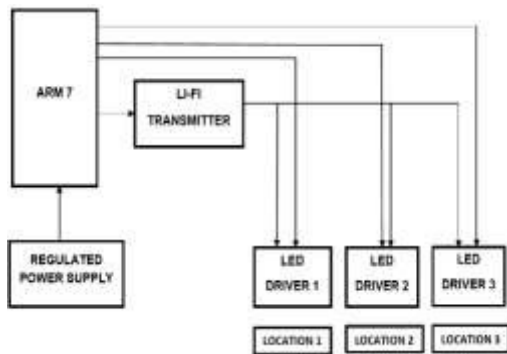 ARM 7
LI-FI
TRANSMITTER
REGULATED
POWER SUPPLY
LED
DRIVER 1
LED
DRIVER 2
LED
DRIVER 3
LOCATION 1
LOCATION 2
LOCATION 3